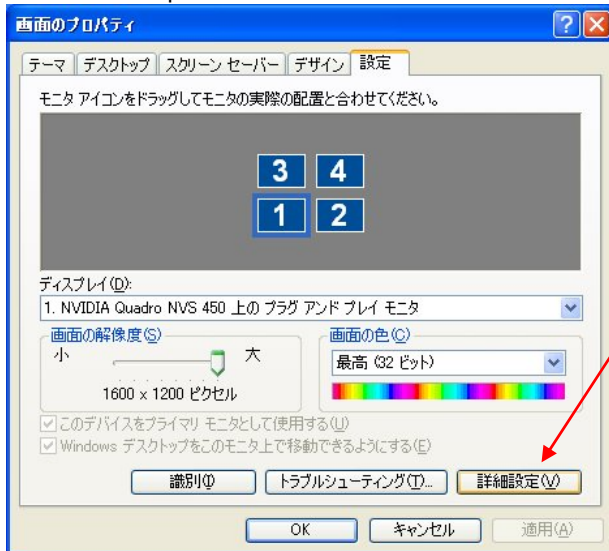 画面のプロパティ
テーマ デスクトップ スクリーン セーバー デザイン 設定
モニタ アイコンをドラッグしてモニタの実際の配置と合わせてください。
3 4
1 2
ディスプレイ(D):
1. NVIDIA Quadro NVS 450 上の プラグ アンド プレイ モニタ
画面の解像度(S) 画面の色(C)
小 大 最高 (32 ビット)
1600 x 1200 ピクセル
このデバイスをプライマリ モニタとして使用する(U)
Windows デスクトップをこのモニタ上で移動できるようにする(E)
識別(I) トラブルシューティング(T)... 詳細設定(V)
OK キャンセル 適用(A)